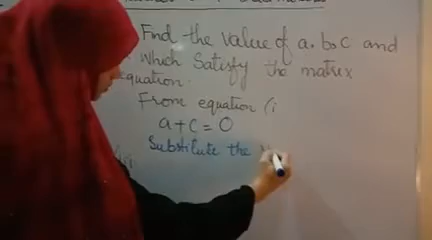 Find the value of a, b, c and
which satisfy the matrix
equation.
From equation (i
a+c = 0
Substitute the